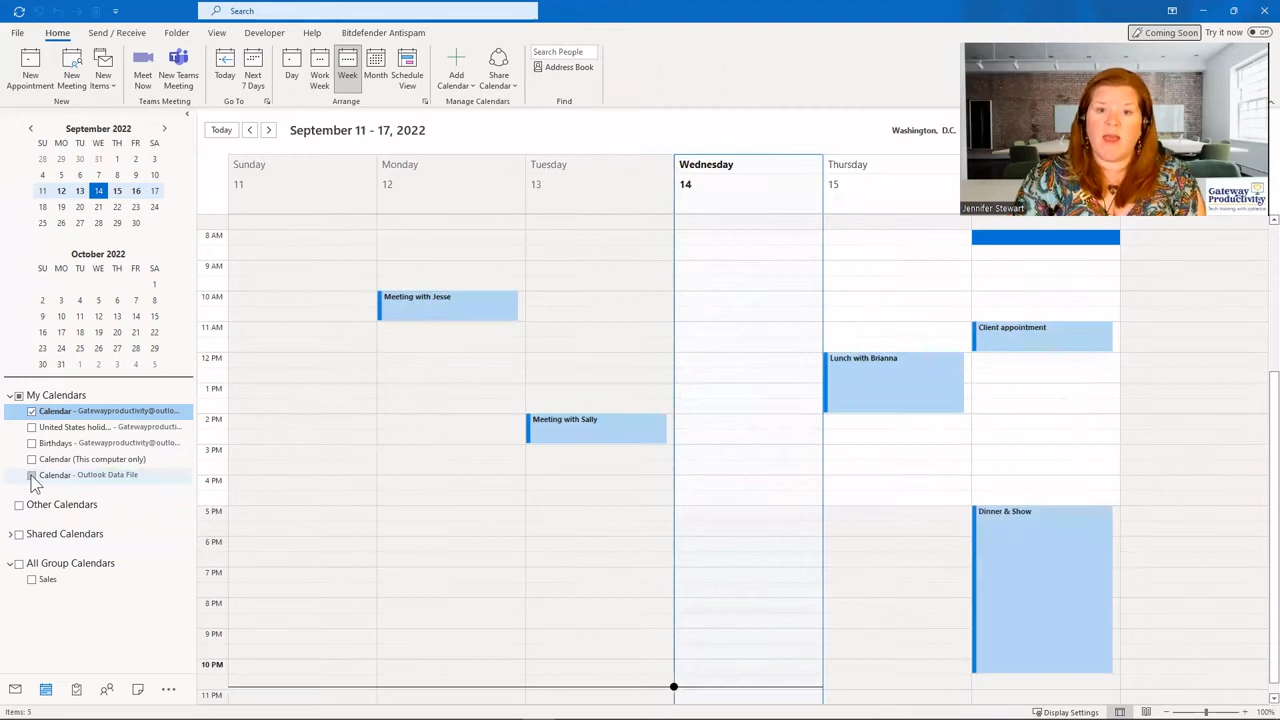 Search
File Home Send / Receive Folder View Developer Help Bitdefender Antispam
Coming Soon Try it now Off
New Appointment
New Meeting
New Items
Meet Now
New Teams Meeting
Today
Next 7 Days
Day
Work Week
Week
Month
Schedule View
Add Calendar
Share Calendar
Search People
Address Book
New Teams Meeting Go To Arrange Manage Calendars Find
September 2022
SU MO TU WE TH FR SA
28 29 30 31 1 2 3
4 5 6 7 8 9 10
11 12 13 14 15 16 17
18 19 20 21 22 23 24
25 26 27 28 29 30
October 2022
SU MO TU WE TH FR SA
1
2 3 4 5 6 7 8
9 10 11 12 13 14 15
16 17 18 19 20 21 22
23 24 25 26 27 28 29
30 31 1 2 3 4 5
My Calendars
Calendar - Gatewayproductivity@outlo...
United States holid... - Gatewayproducti...
Birthdays - Gatewayproductivity@outlo...
Calendar (This computer only)
Calendar - Outlook Data File
Other Calendars
Shared Calendars
All Group Calendars
Sales
Today September 11 - 17, 2022 Washington, D.C.
Sunday Monday Tuesday Wednesday Thursday
11 12 13 14 15
8 AM
9 AM
10 AM
11 AM
12 PM
1 PM
2 PM
3 PM
4 PM
5 PM
6 PM
7 PM
8 PM
9 PM
10 PM
11 PM
Meeting with Jesse
Meeting with Sally
Lunch with Brianna
Client appointment
Dinner & Show
Jennifer Stewart
Gateway
Productivity
Tech training with patience
Items: 5
Display Settings
100%